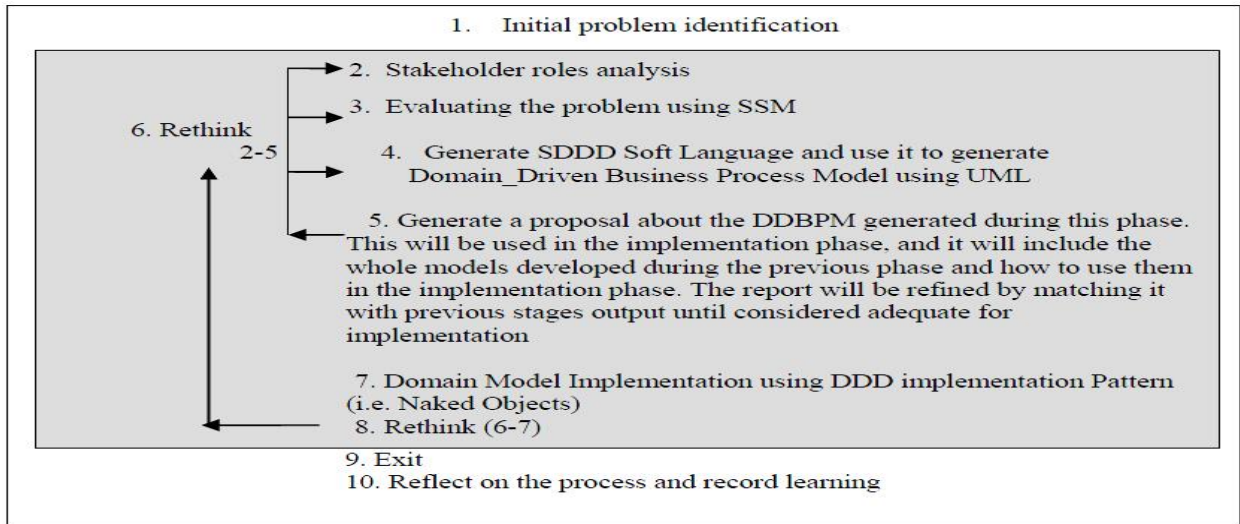 1. Initial problem identification
2. Stakeholder roles analysis
3. Evaluating the problem using SSM
6. Rethink
2-5
4. Generate SDDD Soft Language and use it to generate
Domain_Driven Business Process Model using UML
5. Generate a proposal about the DDBPM generated during this phase.
This will be used in the implementation phase, and it will include the
whole models developed during the previous phase and how to use them
in the implementation phase. The report will be refined by matching it
with previous stages output until considered adequate for
implementation
7. Domain Model Implementation using DDD implementation Pattern
(i.e. Naked Objects)
8. Rethink (6-7)
9. Exit
10. Reflect on the process and record learning